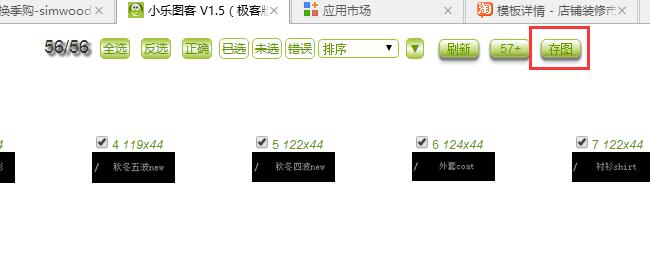 换季购-simwood × 小乐图客 V1.5 ( 极客版 × 应用市场 × 模板详情 - 店铺装修市 ×
56/56 全选 反选 正确 已选 未选 错误 排序 ▼ 刷新 57+ 存图
4 4 119x44 5 122x44 6 124x44 7 122x44
/ 秋冬五波new / 秋冬四波new / 外套coat / 衬衫shirt